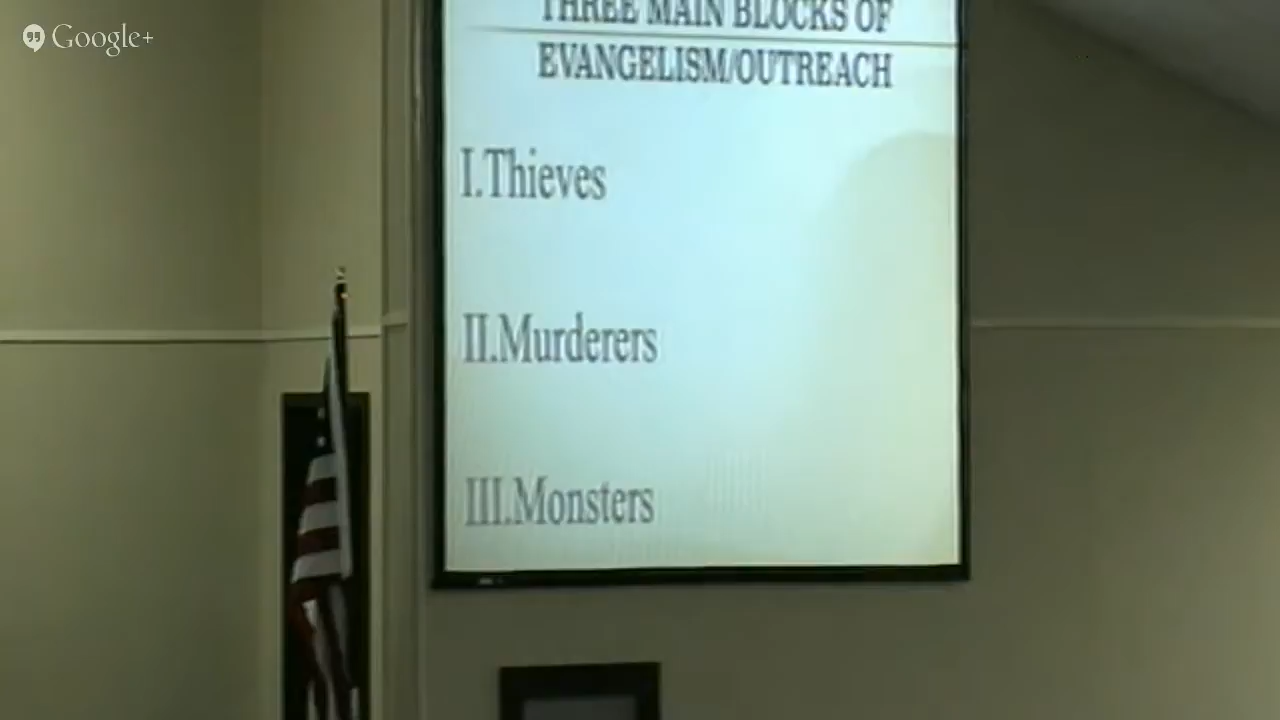 Google+
THREE MAIN BLOCKS OF
EVANGELISM/OUTREACH
I.Thieves
II.Murderers
III.Monsters